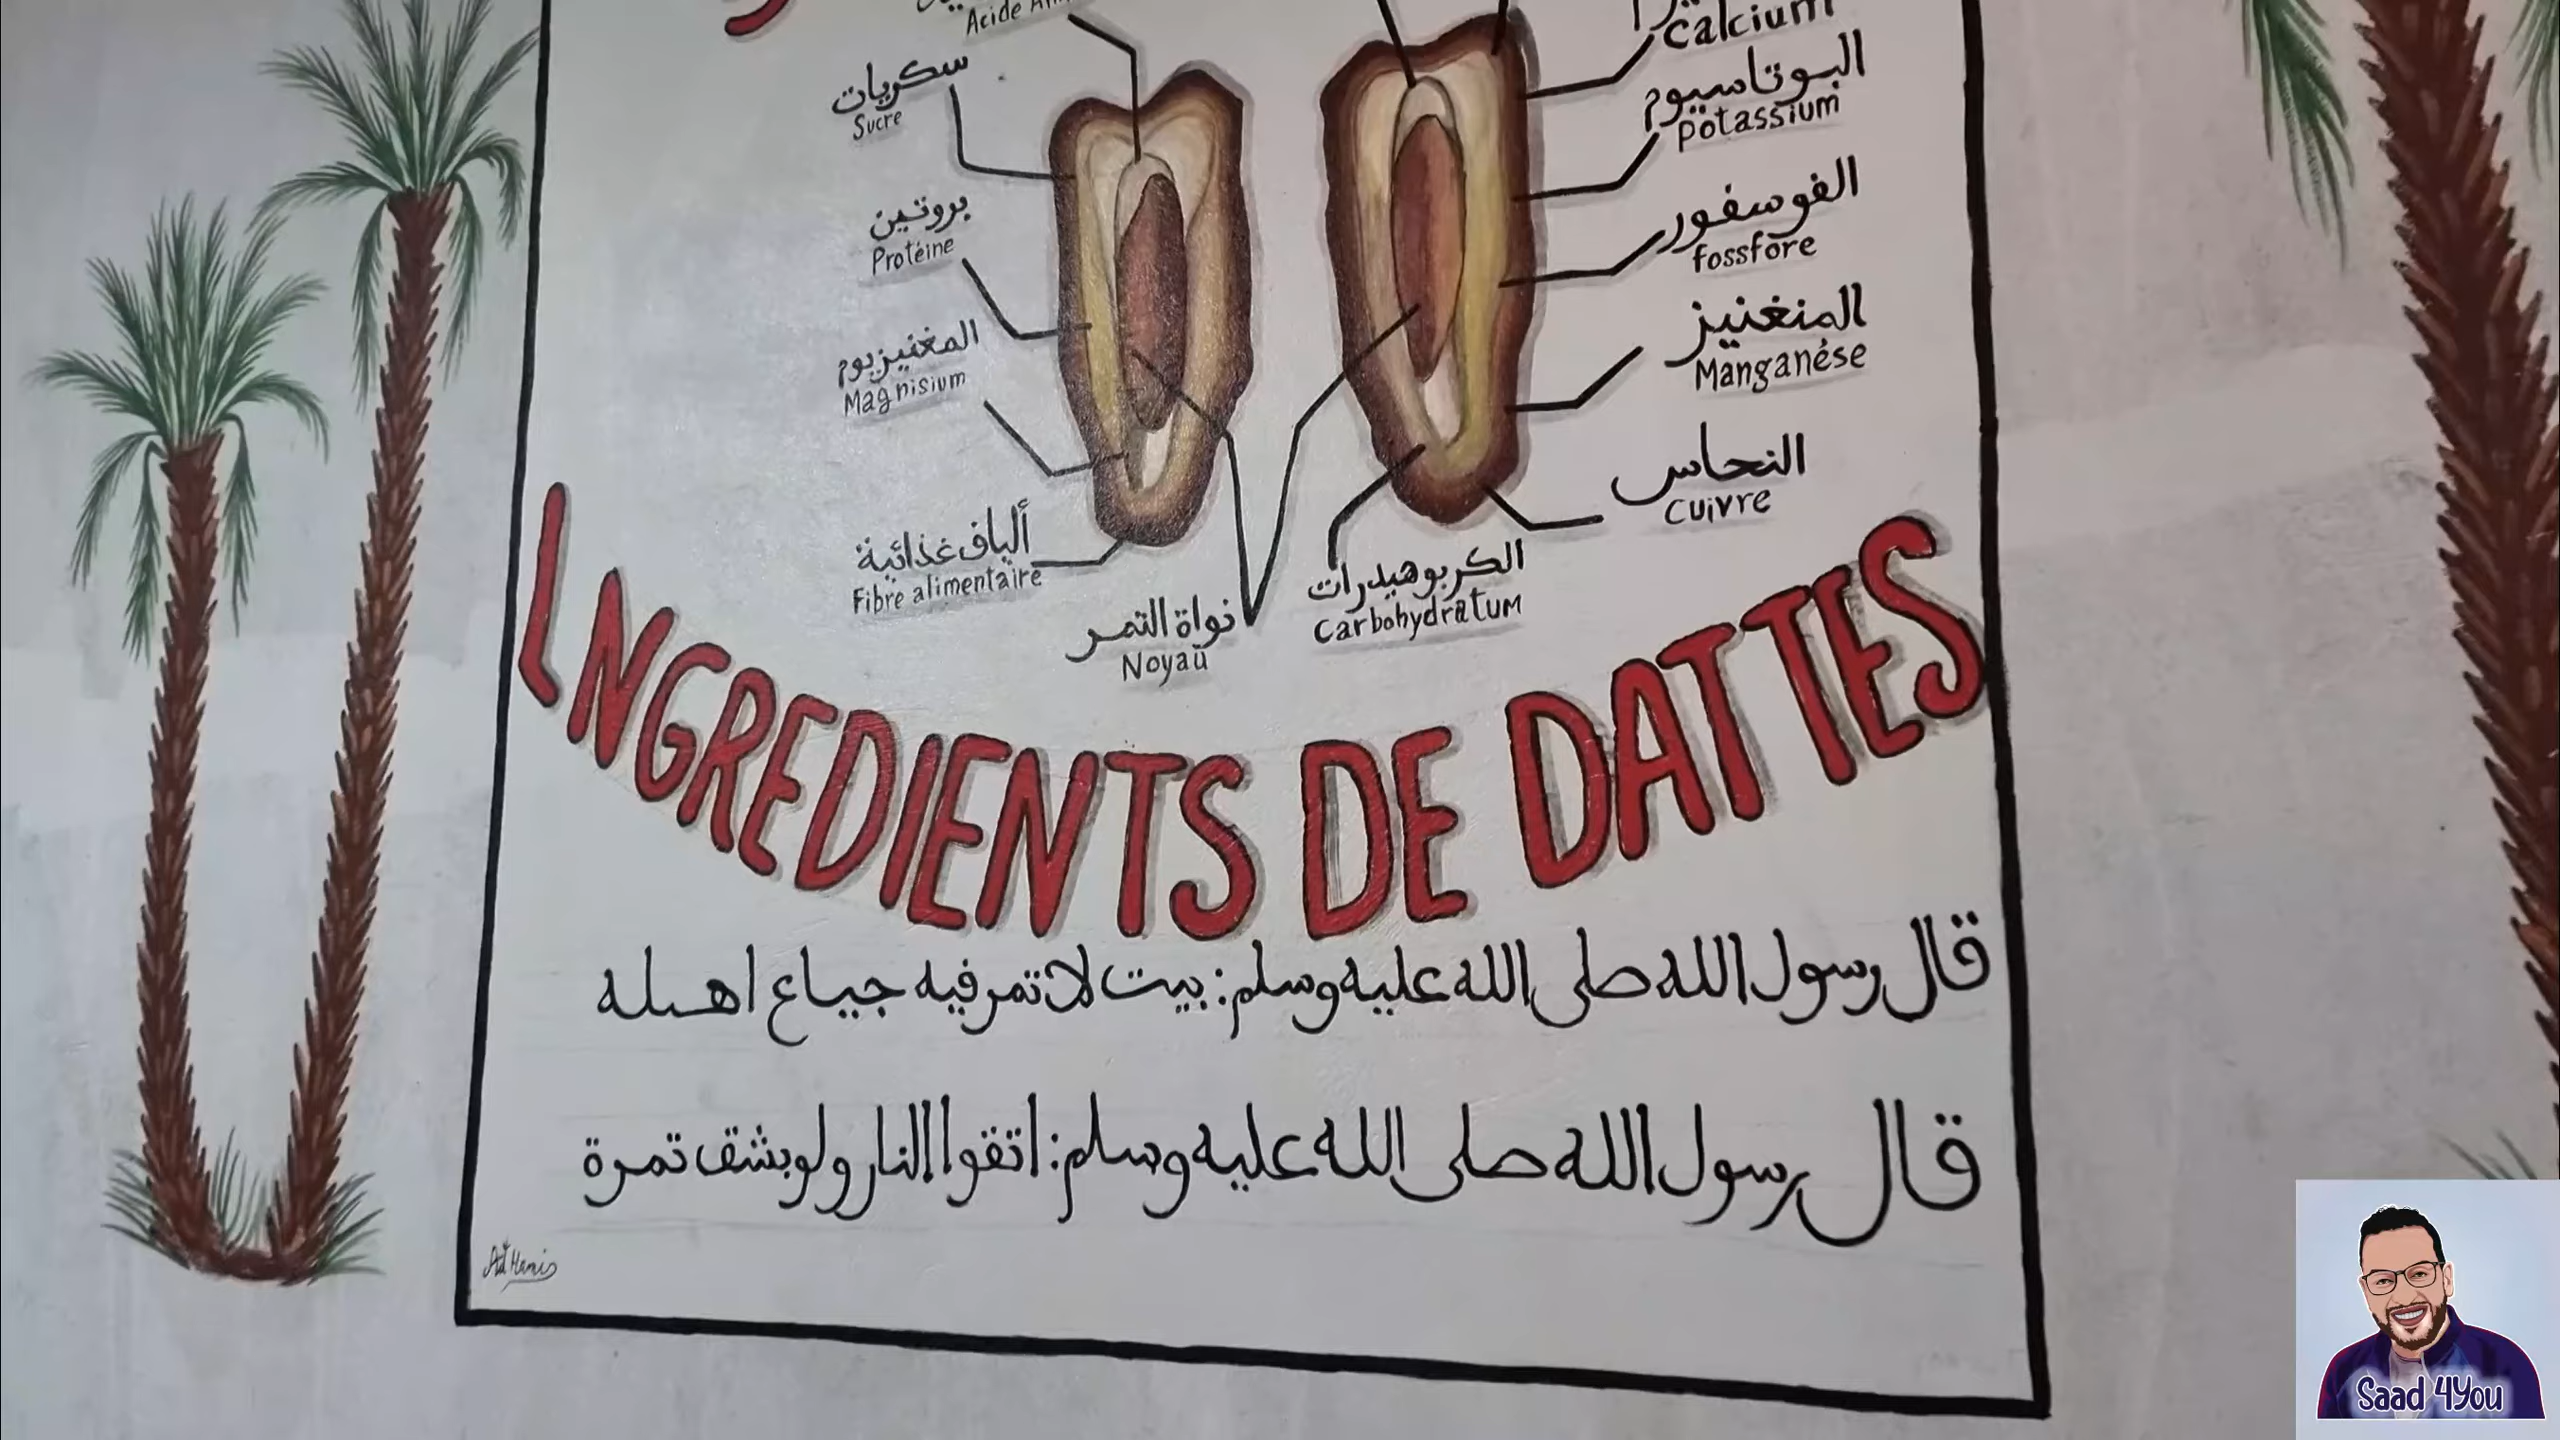 Acide
سكريات
Sucre
بروتين
Protéine
المغنيزيوم
Magnisium
ألياف غذائية
Fibre alimentaire
نواة التمر
Noyaü
Calcium
البوتاسيوم
potassium
الفوسفور
fossfore
المنغنيز
Manganése
النحاس
Cuivre
الكربوهيدرات
Carbohydratum
INGREDIENTS DE DATTES
قال رسول الله صلى الله عليه وسلم: بيت لا تمر فيه جياع اهله
قال رسول الله صلى الله عليه وسلم: اتقوا النار ولو بشق تمرة
Saad 4You